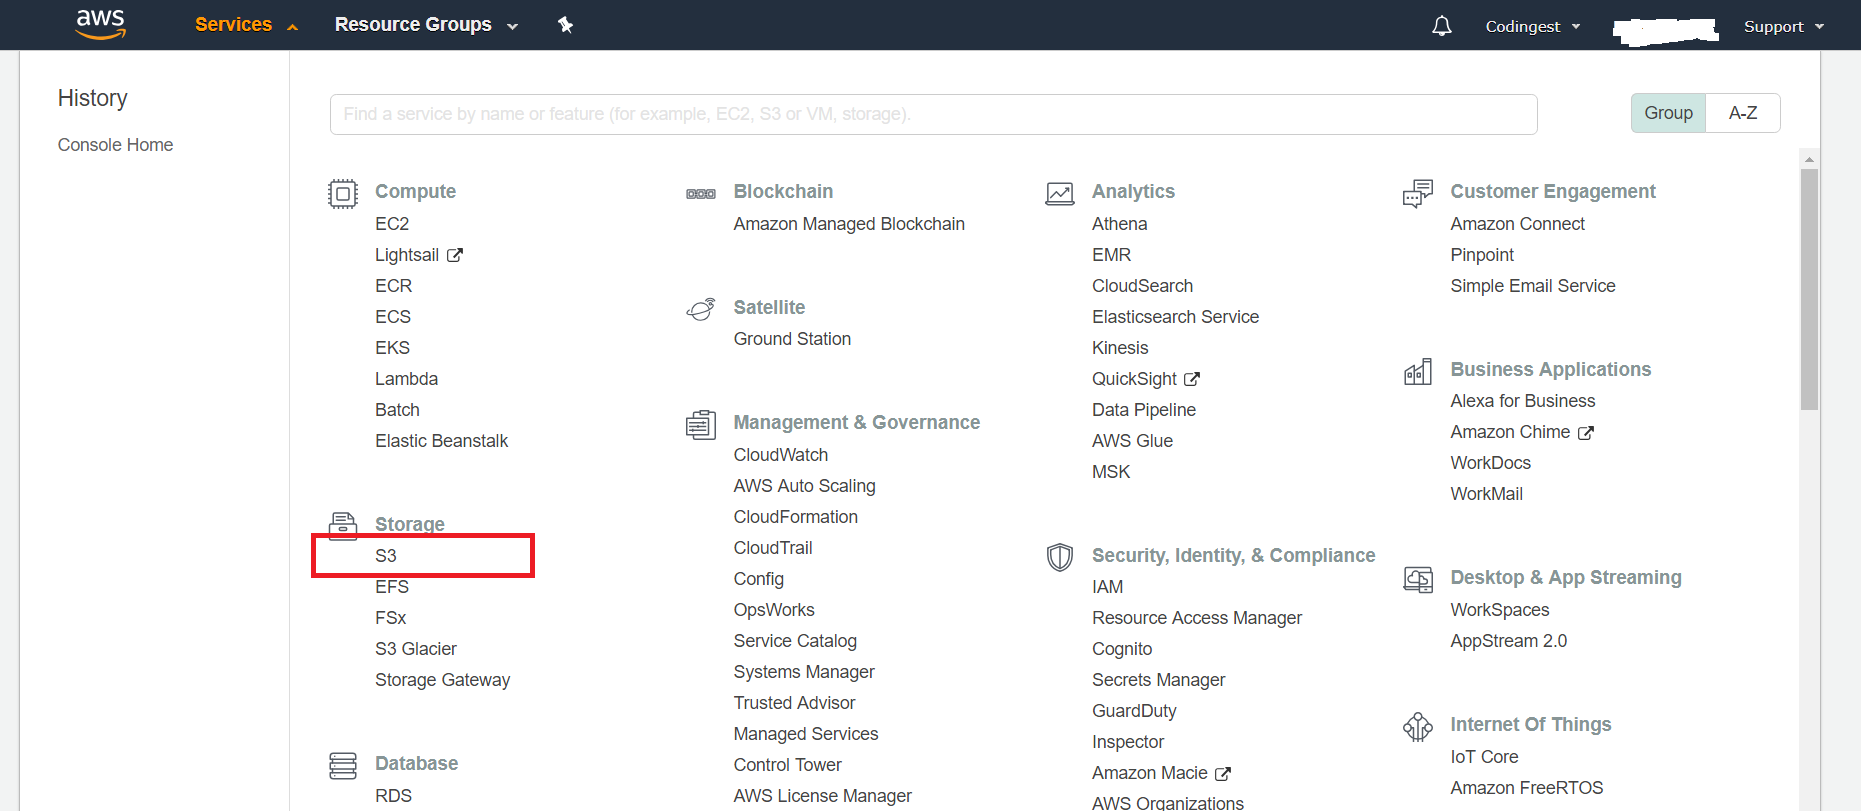 aws Services Resource Groups Codingest Support
History
Console Home
Find a service by name or feature (for example, EC2, S3 or VM, storage).
Group A-Z
Compute
EC2
Lightsail
ECR
ECS
EKS
Lambda
Batch
Elastic Beanstalk
Storage
S3
EFS
FSx
S3 Glacier
Storage Gateway
Database
RDS
Blockchain
Amazon Managed Blockchain
Satellite
Ground Station
Management & Governance
CloudWatch
AWS Auto Scaling
CloudFormation
CloudTrail
Config
OpsWorks
Service Catalog
Systems Manager
Trusted Advisor
Managed Services
Control Tower
AWS License Manager
Analytics
Athena
EMR
CloudSearch
Elasticsearch Service
Kinesis
QuickSight
Data Pipeline
AWS Glue
MSK
Security, Identity, & Compliance
IAM
Resource Access Manager
Cognito
Secrets Manager
GuardDuty
Inspector
Amazon Macie
AWS Organizations
Customer Engagement
Amazon Connect
Pinpoint
Simple Email Service
Business Applications
Alexa for Business
Amazon Chime
WorkDocs
WorkMail
Desktop & App Streaming
WorkSpaces
AppStream 2.0
Internet Of Things
IoT Core
Amazon FreeRTOS